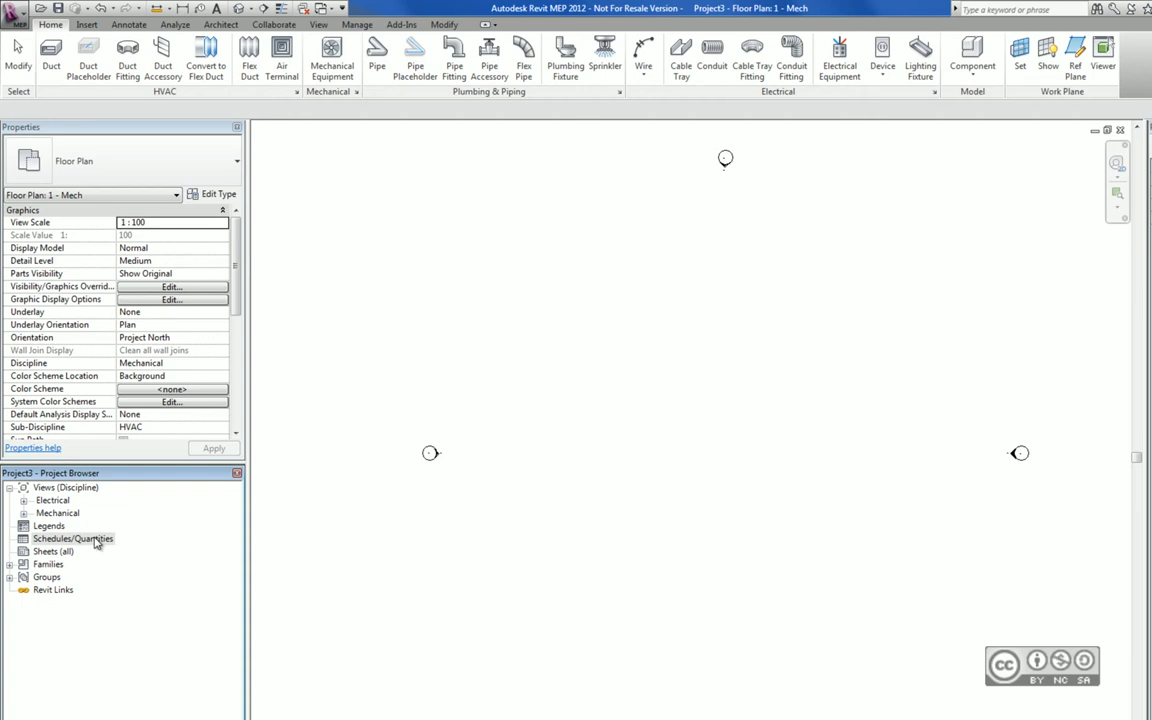 Autodesk Revit MEP 2012 - Not For Resale Version - Project3 - Floor Plan: 1 - Mech
Type a keyword or phrase
MEP
Home Insert Annotate Analyze Architect Collaborate View Manage Add-Ins Modify
Modify Duct Duct Placeholder Duct Fitting Duct Accessory Convert to Flex Duct Flex Duct Air Terminal Mechanical Equipment Pipe Pipe Placeholder Pipe Fitting Pipe Accessory Flex Pipe Plumbing Fixture Sprinkler Wire Cable Tray Conduit Cable Tray Fitting Conduit Fitting Electrical Equipment Device Lighting Fixture Component Set Show Ref Plane Viewer
Select HVAC Mechanical Plumbing & Piping Electrical Model Work Plane
Properties
Floor Plan
Floor Plan: 1 - Mech Edit Type
Graphics
View Scale 1 : 100
Scale Value 1: 100
Display Model Normal
Detail Level Medium
Parts Visibility Show Original
Visibility/Graphics Overrid... Edit...
Graphic Display Options Edit...
Underlay None
Underlay Orientation Plan
Orientation Project North
Wall Join Display Clean all wall joins
Discipline Mechanical
Color Scheme Location Background
Color Scheme <none>
System Color Schemes Edit...
Default Analysis Display S... None
Sub-Discipline HVAC
Properties help Apply
Project3 - Project Browser
Views (Discipline)
Electrical
Mechanical
Legends
Schedules/Quantities
Sheets (all)
Families
Groups
Revit Links
cc
BY NC SA